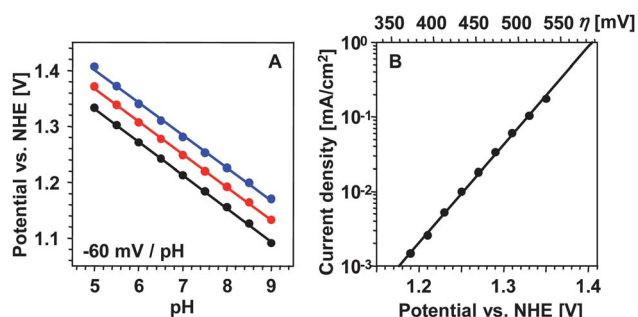 350 400 450 500 550 η [mV]
A
Potential vs. NHE [V]
1.4
1.3
1.2
1.1
-60 mV / pH
5 6 7 8 9
pH
B
Current density [mA/cm²]
10⁰
10⁻¹
10⁻²
10⁻³
1.2 1.3 1.4
Potential vs. NHE [V]